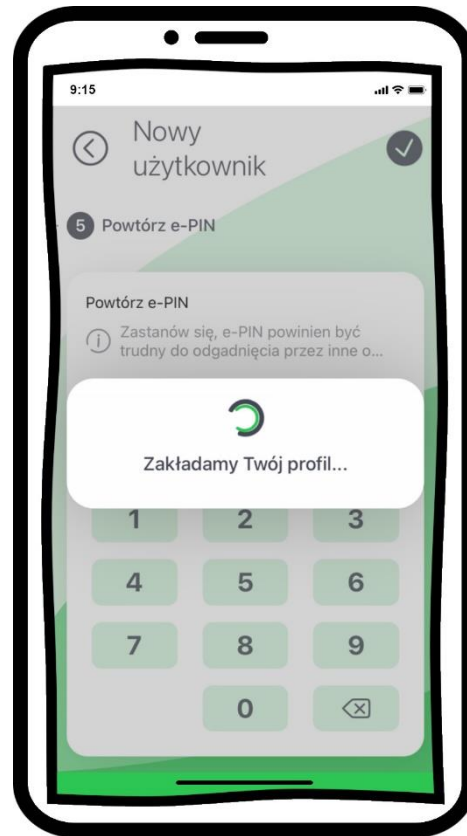 9:15
Nowy
użytkownik
5 Powtórz e-PIN
Powtórz e-PIN
Zastanów się, e-PIN powinien być
trudny do odgadnięcia przez inne o...
Zakładamy Twój profil...
1 2 3
4 5 6
7 8 9
0